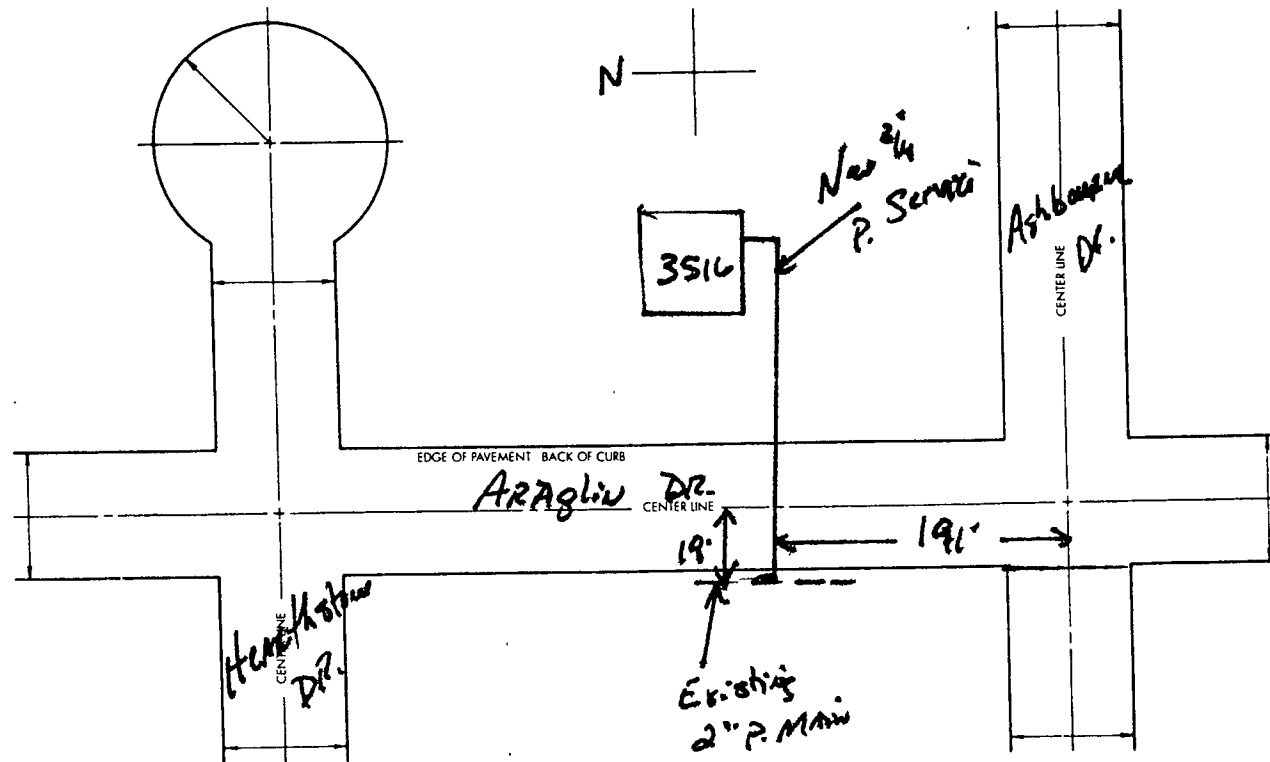 N
New 3/4"
P. Service
3516
Ashbourne
Dr.
CENTER LINE
EDGE OF PAVEMENT BACK OF CURB
ARAglin DR.
CENTER LINE
19'
191'
CENTER LINE
DR.
Existing
2" P. MAin